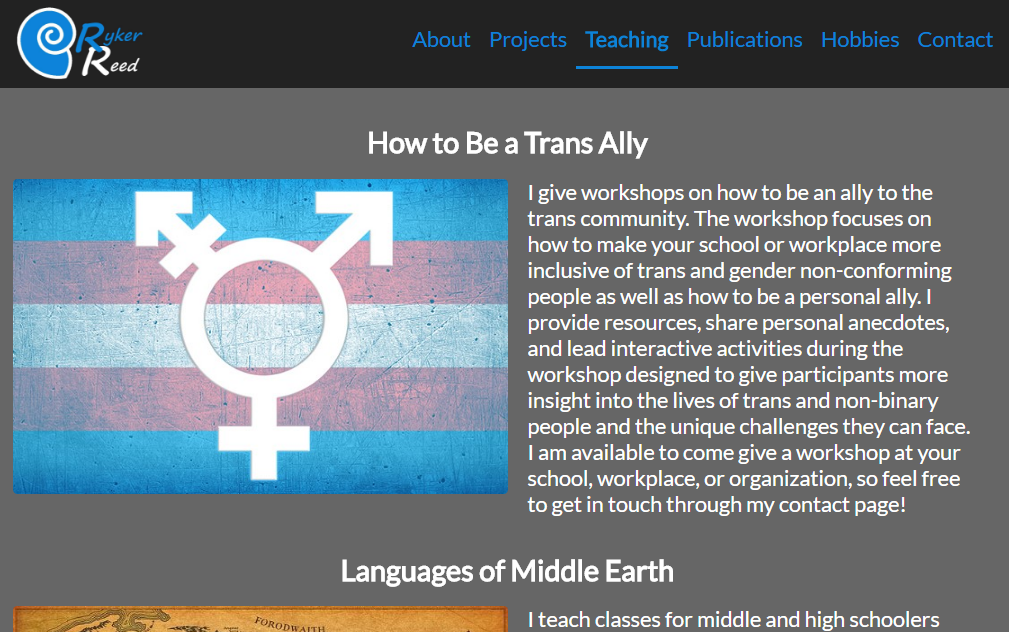 Ryker
Reed
About Projects Teaching Publications Hobbies Contact
How to Be a Trans Ally
I give workshops on how to be an ally to the
trans community. The workshop focuses on
how to make your school or workplace more
inclusive of trans and gender non-conforming
people as well as how to be a personal ally. I
provide resources, share personal anecdotes,
and lead interactive activities during the
workshop designed to give participants more
insight into the lives of trans and non-binary
people and the unique challenges they can face.
I am available to come give a workshop at your
school, workplace, or organization, so feel free
to get in touch through my contact page!
Languages of Middle Earth
FORODWAITH
I teach classes for middle and high schoolers